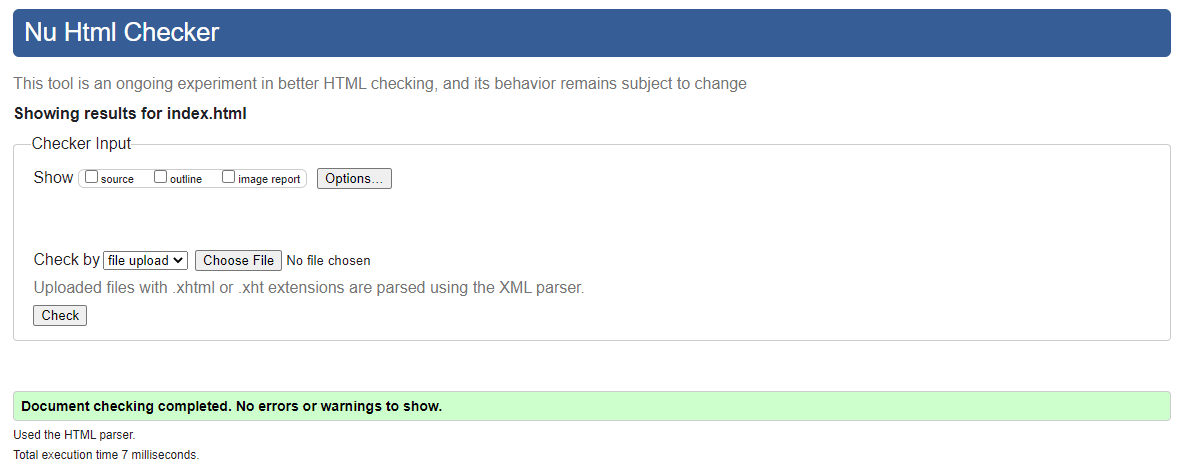 Nu Html Checker
This tool is an ongoing experiment in better HTML checking, and its behavior remains subject to change
Showing results for index.html
Checker Input
Show source outline image report Options...
Check by file upload Choose File No file chosen
Uploaded files with .xhtml or .xht extensions are parsed using the XML parser.
Check
Document checking completed. No errors or warnings to show.
Used the HTML parser.
Total execution time 7 milliseconds.